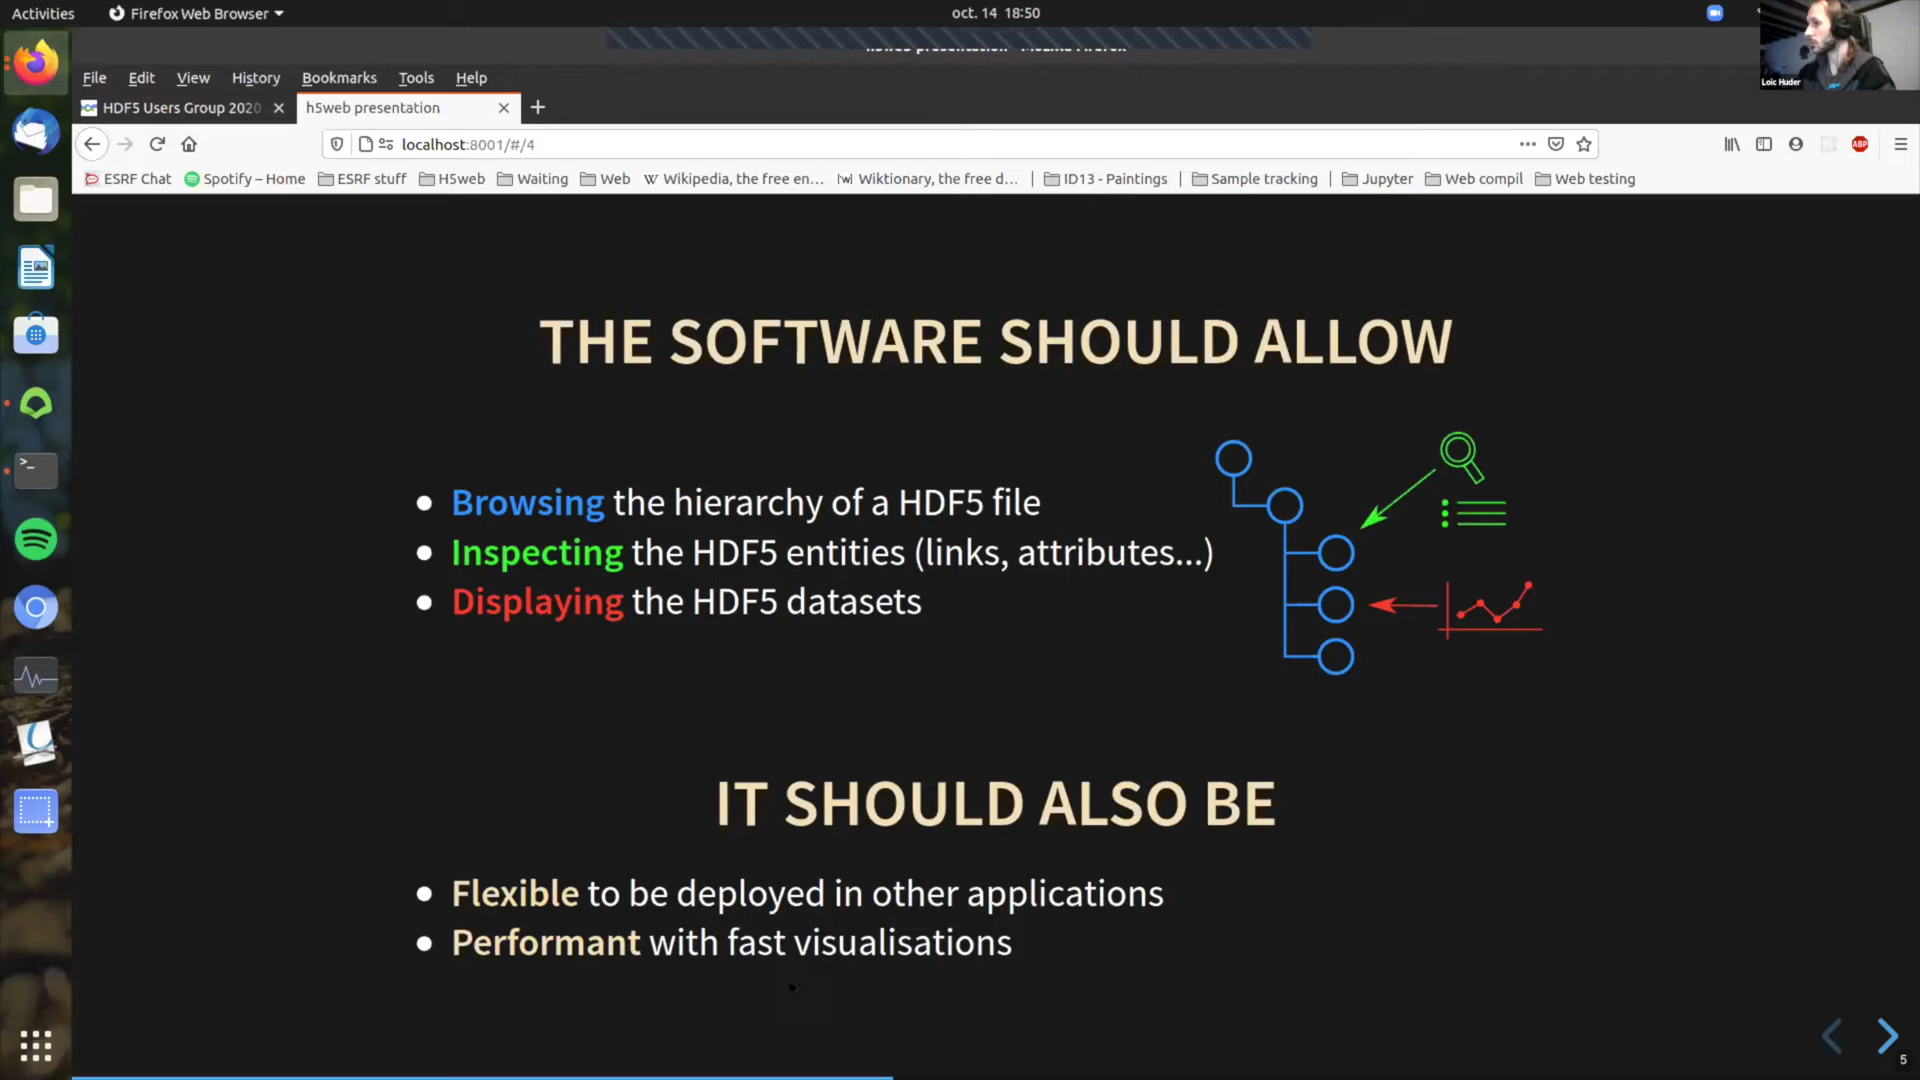 Activities Firefox Web Browser oct. 14 18:50
Loic Huder
File Edit View History Bookmarks Tools Help
HDF5 Users Group 2020 h5web presentation
localhost:8001/#/4
ABP
ESRF Chat Spotify – Home ESRF stuff H5web Waiting Web Wikipedia, the free en... Wiktionary, the free d... ID13 - Paintings Sample tracking Jupyter Web compil Web testing
THE SOFTWARE SHOULD ALLOW
Browsing the hierarchy of a HDF5 file
Inspecting the HDF5 entities (links, attributes...)
Displaying the HDF5 datasets
IT SHOULD ALSO BE
Flexible to be deployed in other applications
Performant with fast visualisations
5